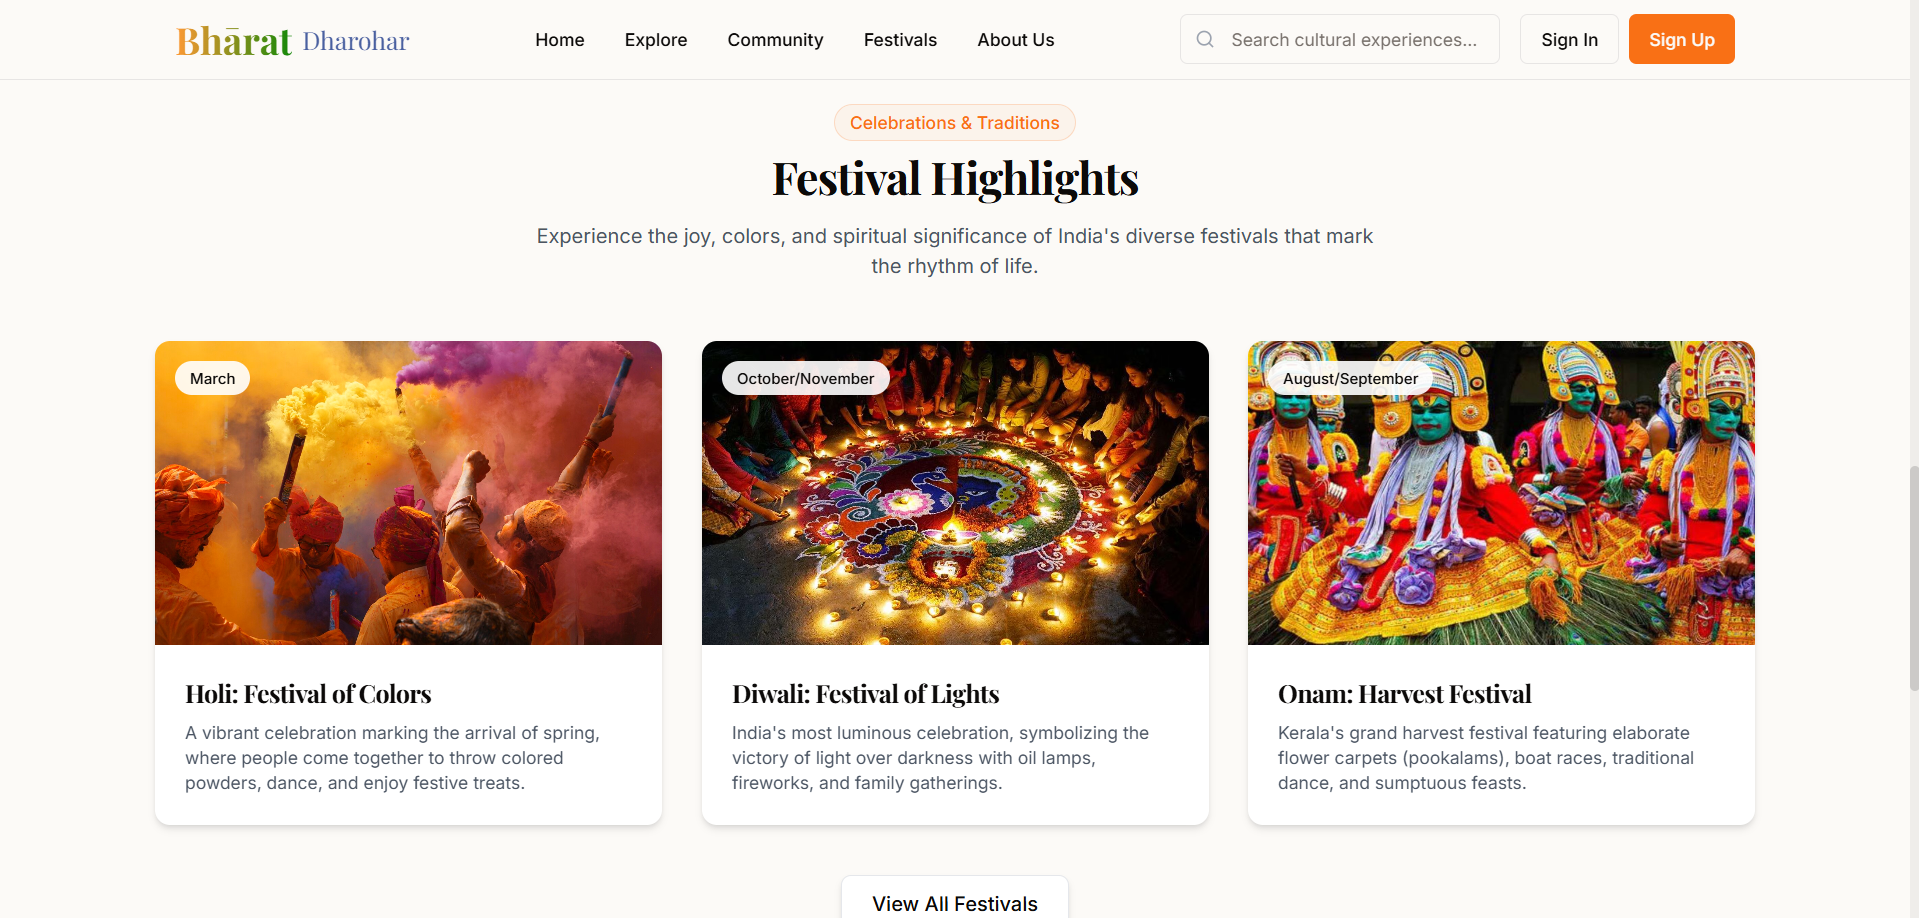 Bhārat Dharohar
Home
Explore
Community
Festivals
About Us
Search cultural experiences...
Sign In
Sign Up
Celebrations & Traditions
Festival Highlights
Experience the joy, colors, and spiritual significance of India's diverse festivals that mark
the rhythm of life.
March
Holi: Festival of Colors
A vibrant celebration marking the arrival of spring,
where people come together to throw colored
powders, dance, and enjoy festive treats.
October/November
Diwali: Festival of Lights
India's most luminous celebration, symbolizing the
victory of light over darkness with oil lamps,
fireworks, and family gatherings.
August/September
Onam: Harvest Festival
Kerala's grand harvest festival featuring elaborate
flower carpets (pookalams), boat races, traditional
dance, and sumptuous feasts.
View All Festivals